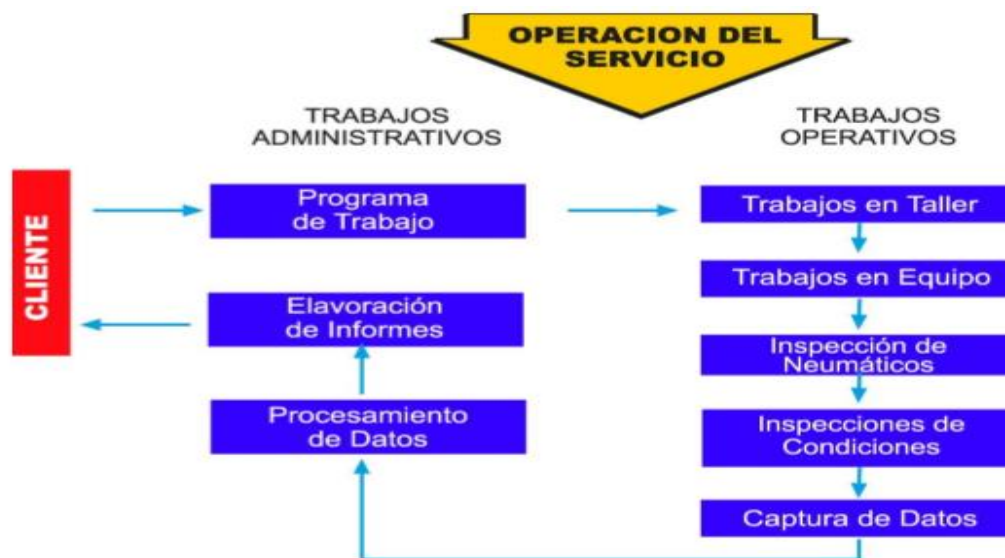 OPERACION DEL
SERVICIO
TRABAJOS
ADMINISTRATIVOS
TRABAJOS
OPERATIVOS
CLIENTE
Programa
de Trabajo
Elavoración
de Informes
Procesamiento
de Datos
Trabajos en Taller
Trabajos en Equipo
Inspección de
Neumáticos
Inspecciones de
Condiciones
Captura de Datos